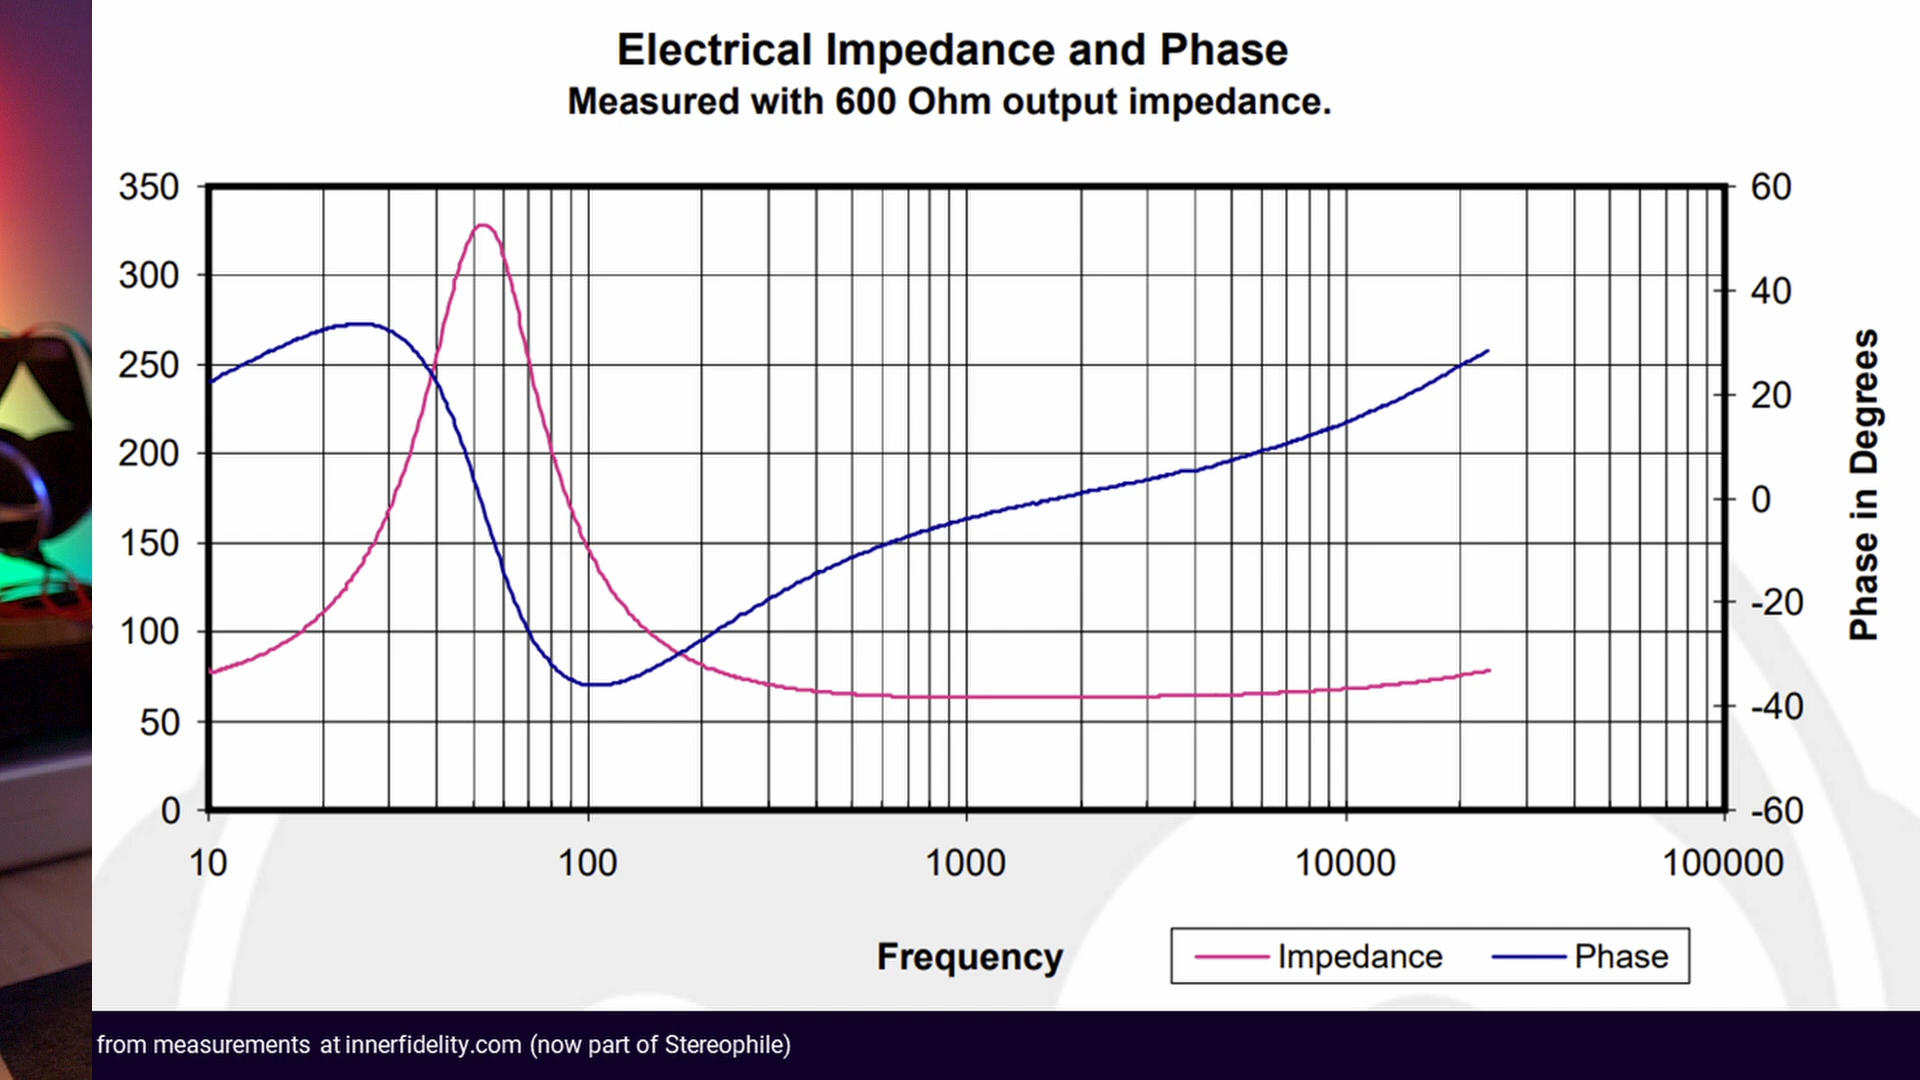 Electrical Impedance and Phase
Measured with 600 Ohm output impedance.
350
300
250
200
150
100
50
0
60
40
20
0
-20
-40
-60
Phase in Degrees
10
100
1000
10000
100000
Frequency
Impedance
Phase
from measurements at innerfidelity.com (now part of Stereophile)